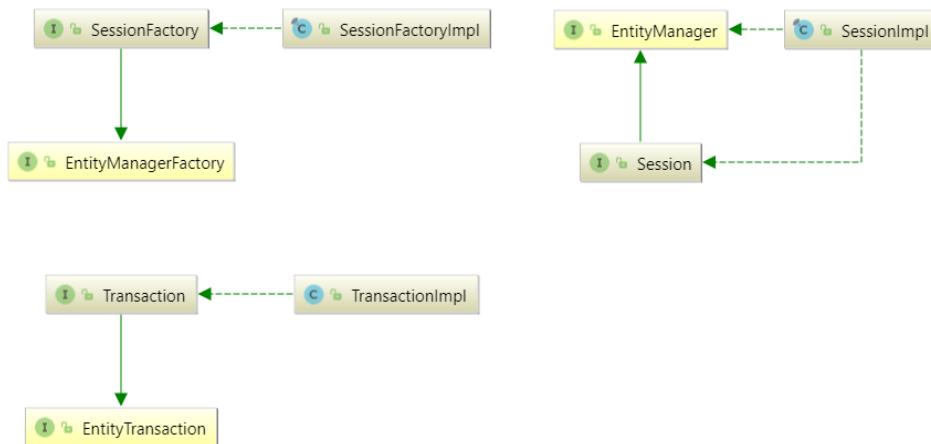 I SessionFactory
C SessionFactoryImpl
I EntityManager
C SessionImpl
I EntityManagerFactory
I Session
I Transaction
C TransactionImpl
I EntityTransaction